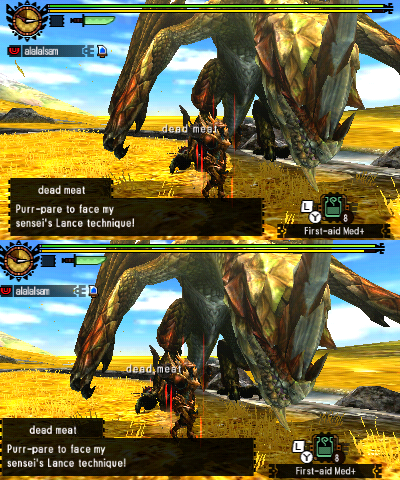 alalalsam
dead meat
dead meat
Purr-pare to face my
sensei's Lance technique!
L
Y
8
First-aid Med+
alalalsam
dead meat
dead meat
Purr-pare to face my
sensei's Lance technique!
L
Y
8
First-aid Med+